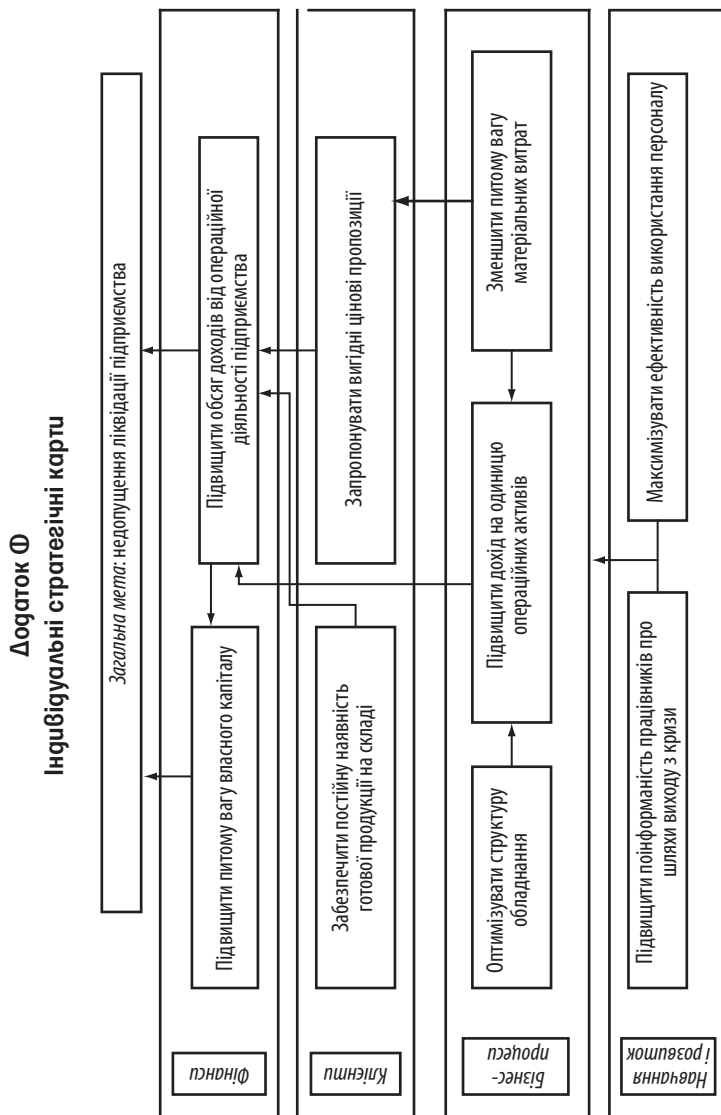 Додаток Ф
Індивідуальні стратегічні карти
Загальна мета: недопущення ліквідації підприємства
Фінанси
Підвищити питому вагу власного капіталу
Підвищити обсяг доходів від операційної
діяльності підприємства
Клієнти
Забезпечити постійну наявність
готової продукції на складі
Запропонувати вигідні цінові пропозиції
Бізнес-
процеси
Оптимізувати структуру
обладнання
Підвищити дохід на одиницю
операційних активів
Зменшити питому вагу
матеріальних витрат
Навчання
і розвиток
Підвищити поінформаність працівників про
шляхи виходу з кризи
Максимізувати ефективність використання персоналу